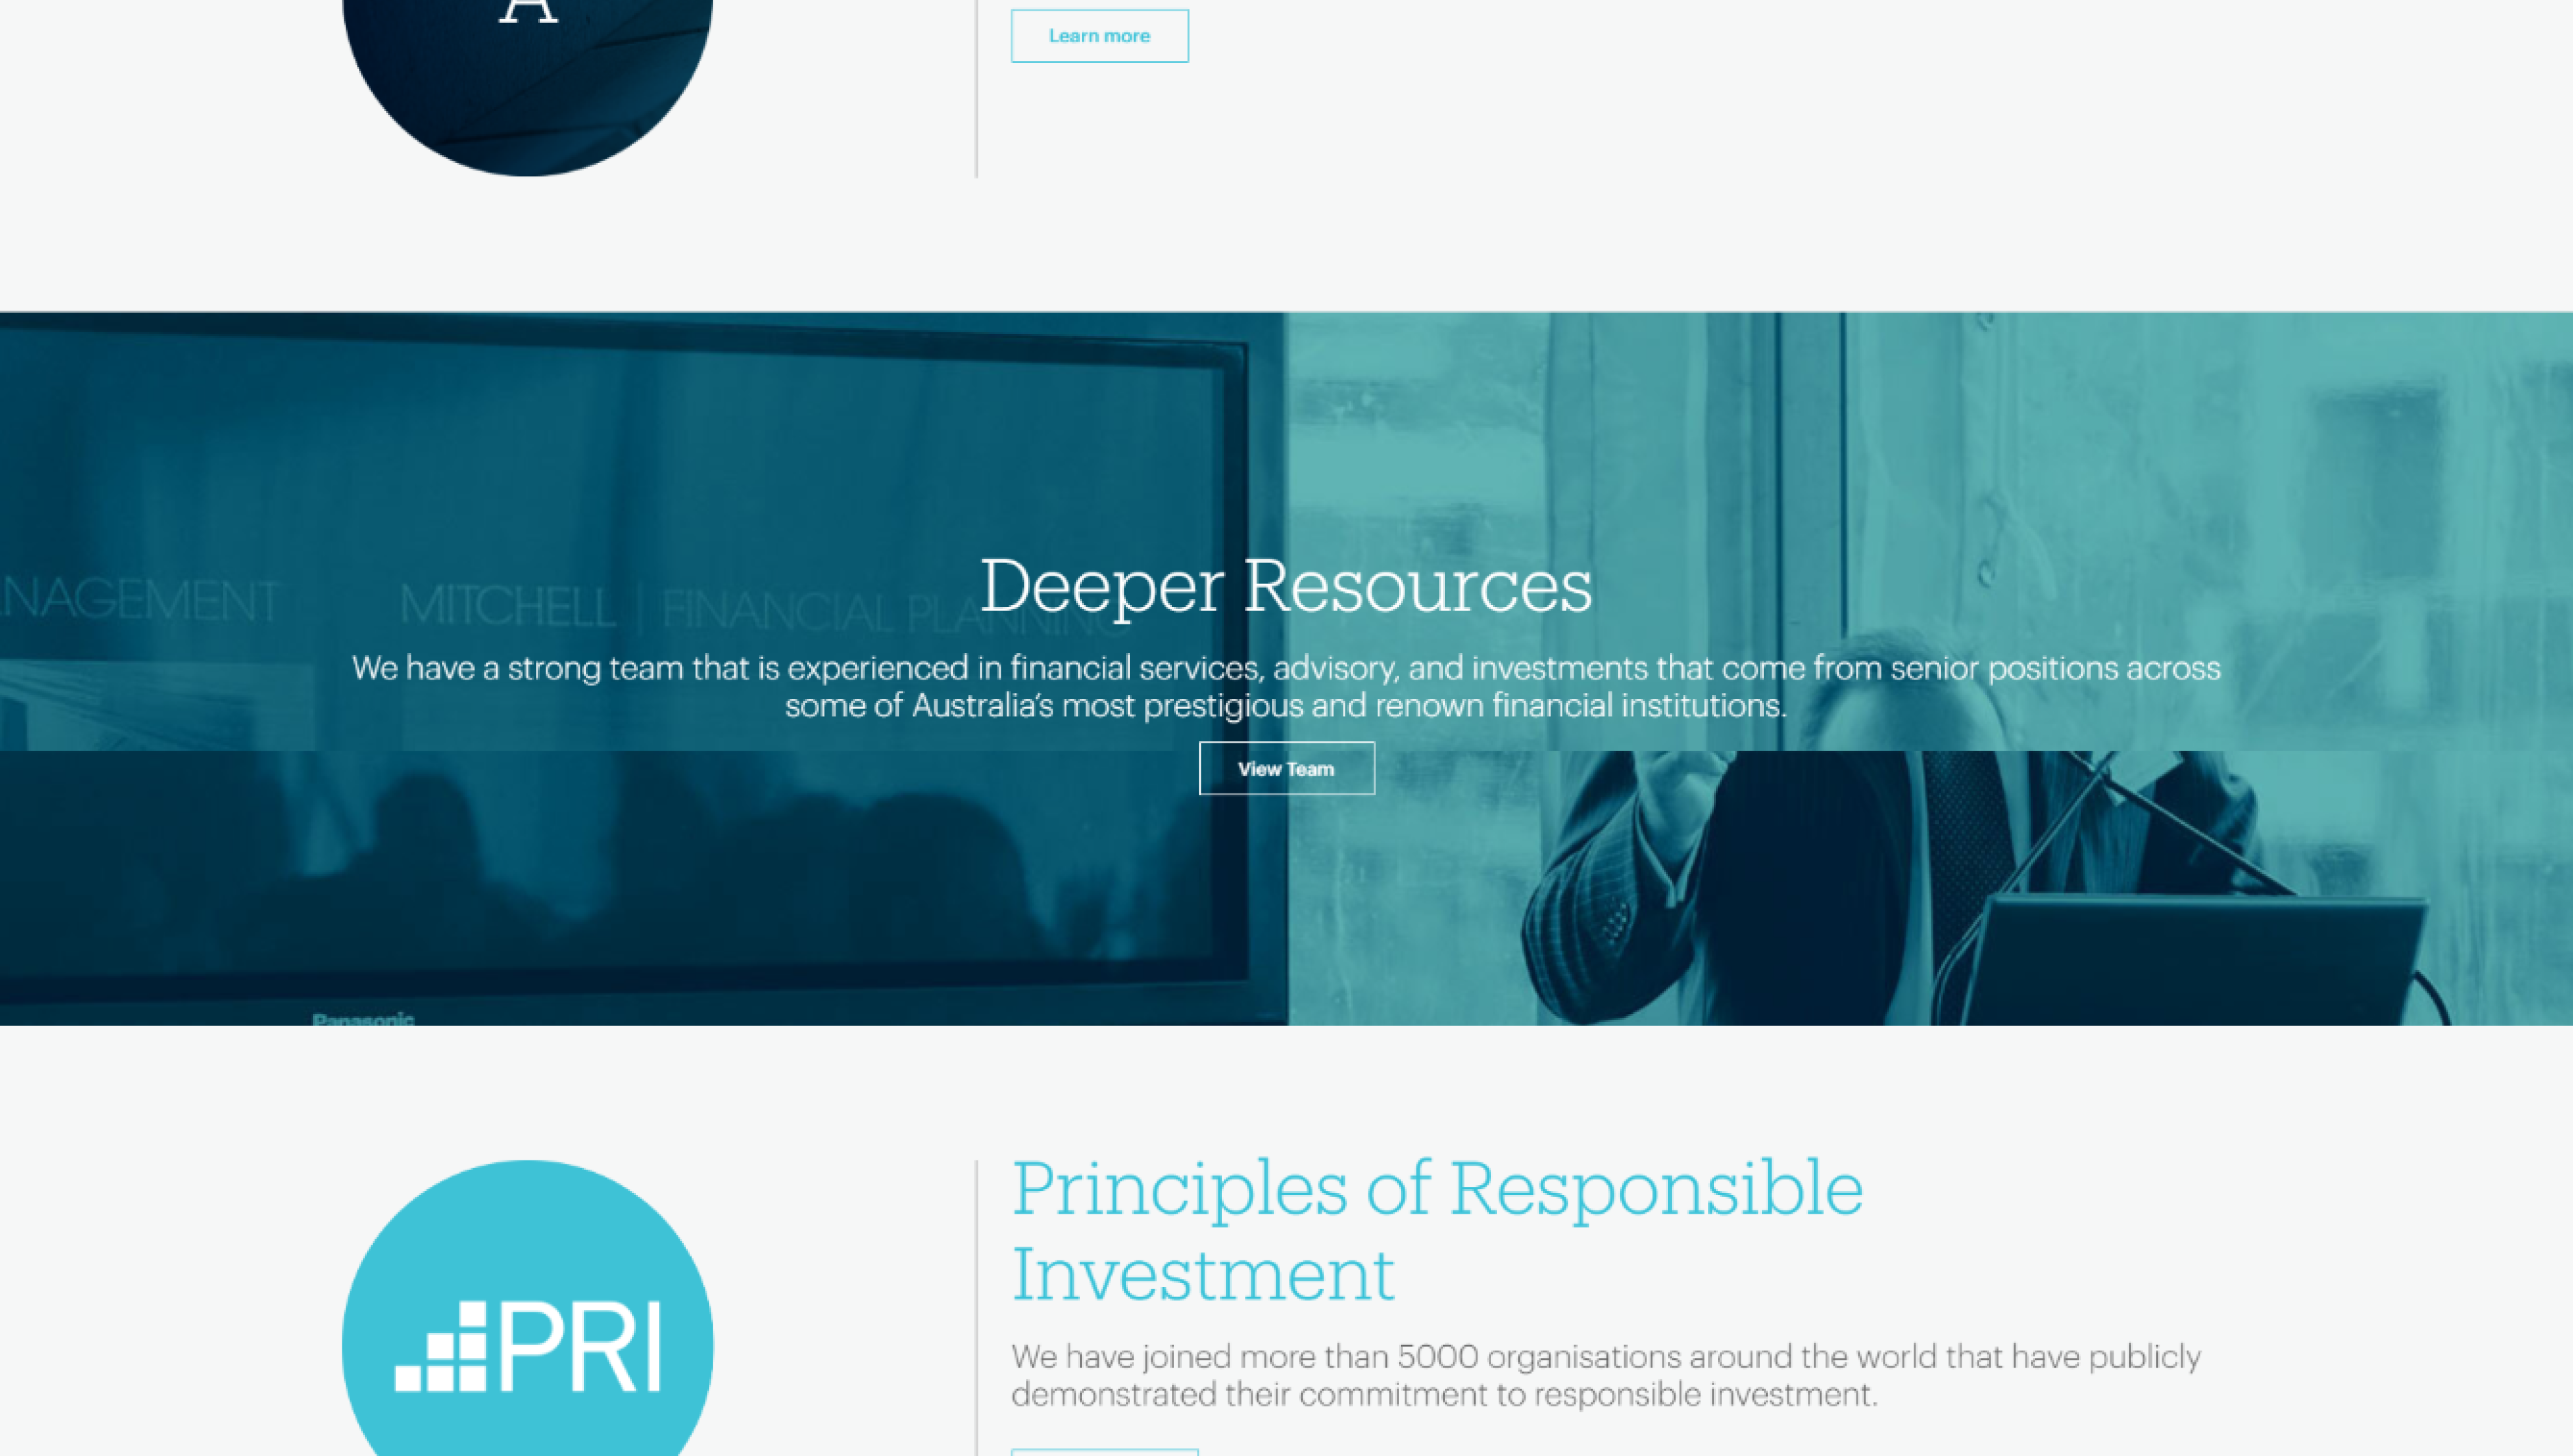 A
Learn more
NAGEMENT
MITCHELL | FINANCIAL PLANNING
Deeper Resources
We have a strong team that is experienced in financial services, advisory, and investments that come from senior positions across
some of Australia's most prestigious and renown financial institutions.
View Team
Panasonic
Principles of Responsible
Investment
PRI
We have joined more than 5000 organisations around the world that have publicly
demonstrated their commitment to responsible investment.